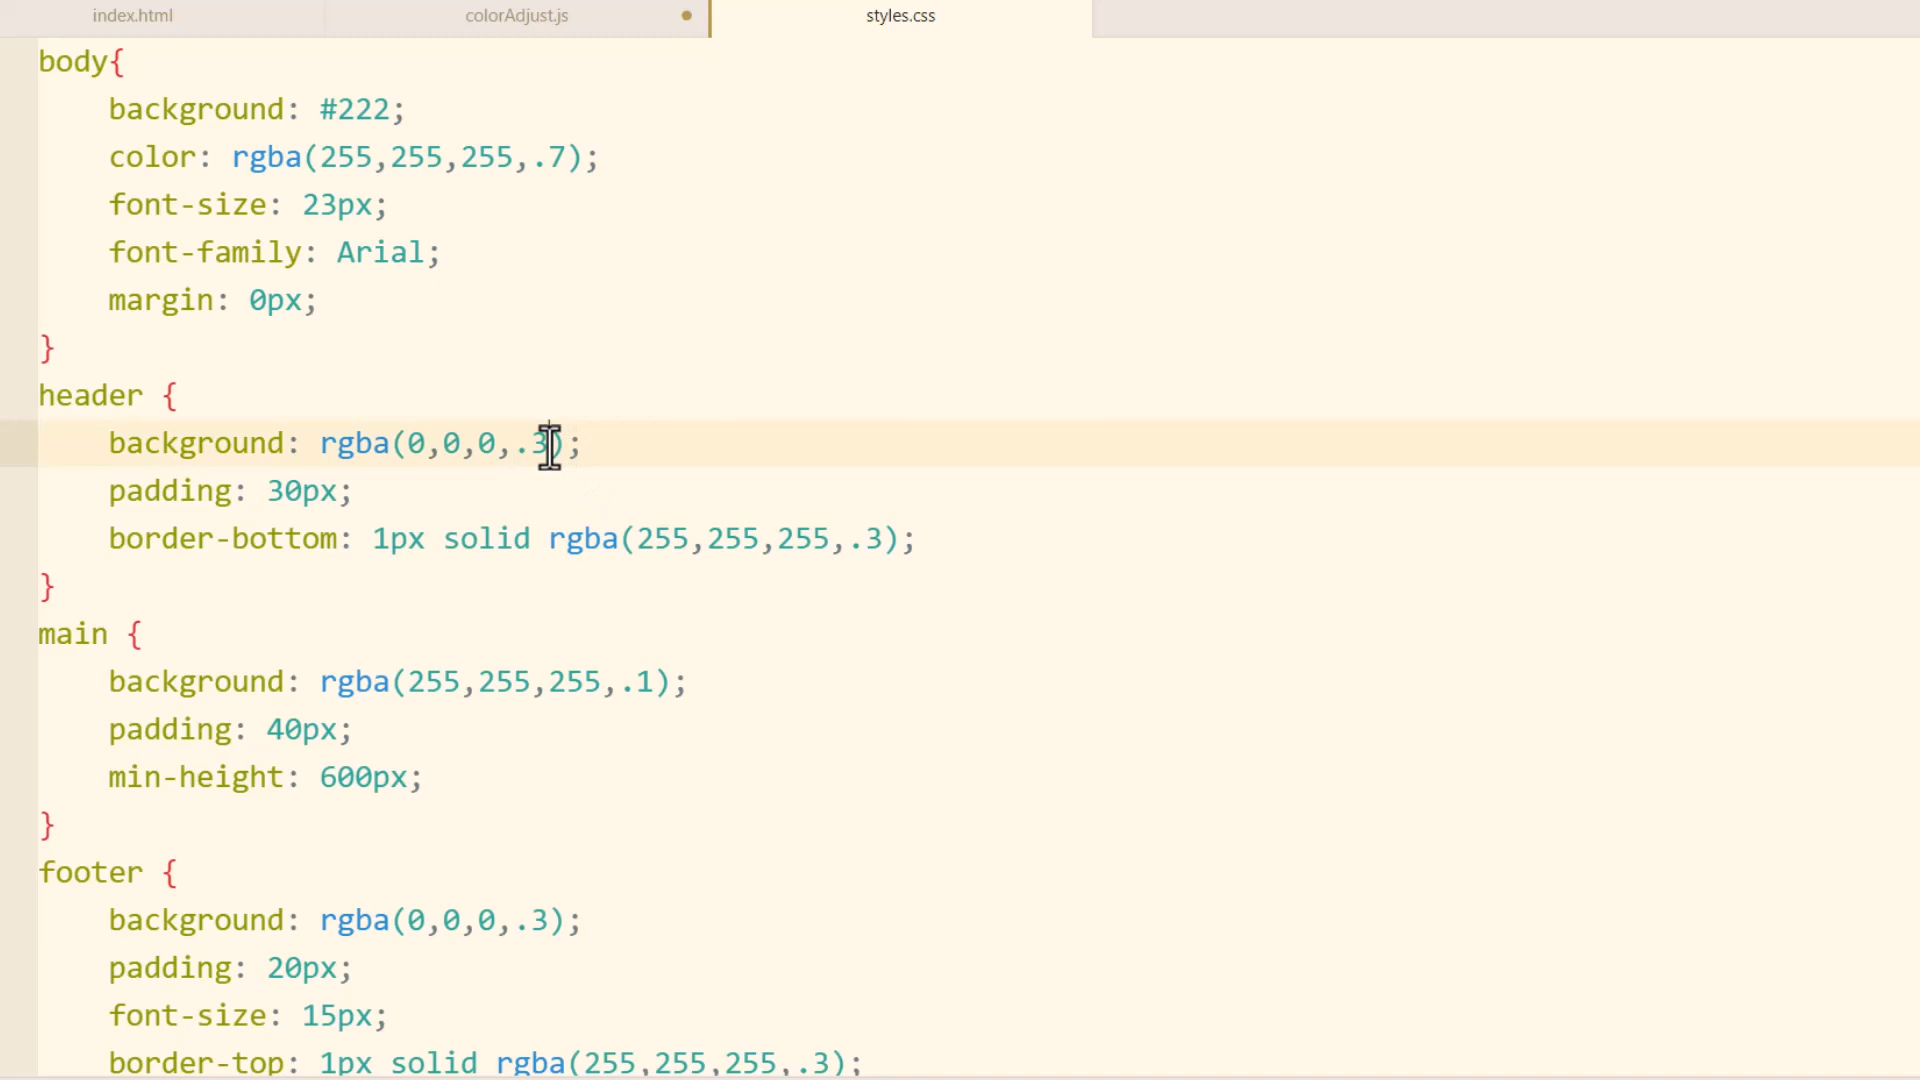 index.html colorAdjust.js styles.css
body{
    background: #222;
    color: rgba(255,255,255,.7);
    font-size: 23px;
    font-family: Arial;
    margin: 0px;
}
header {
    background: rgba(0,0,0,.3);
    padding: 30px;
    border-bottom: 1px solid rgba(255,255,255,.3);
}
main {
    background: rgba(255,255,255,.1);
    padding: 40px;
    min-height: 600px;
}
footer {
    background: rgba(0,0,0,.3);
    padding: 20px;
    font-size: 15px;
    border-top: 1px solid rgba(255,255,255,.3);